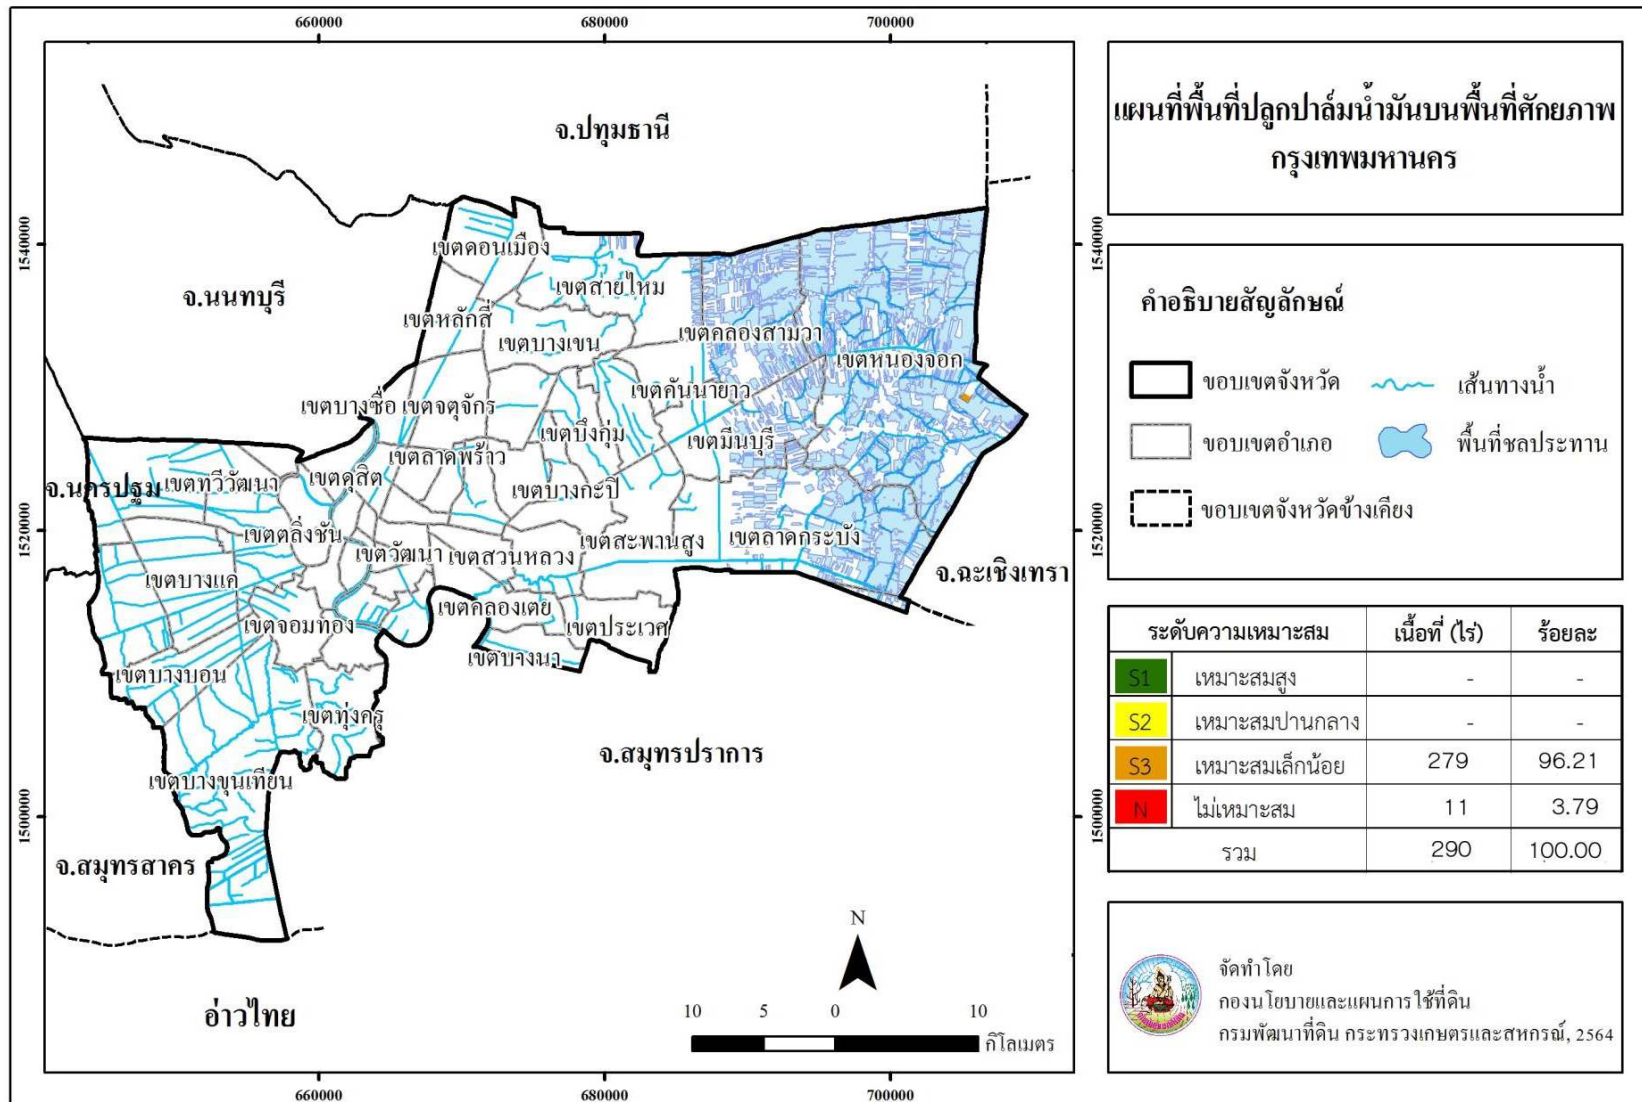 660000
680000
700000
1540000
1520000
1500000
1540000
1520000
1500000
660000
680000
700000
จ.ปทุมธานี
จ.นนทบุรี
จ.นครปฐม
จ.สมุทรสาคร
จ.สมุทรปราการ
จ.ฉะเชิงเทรา
อ่าวไทย
เขตดอนเมือง
เขตสายไหม
เขตหลักสี่
เขตบางเขน
เขตคลองสามวา
เขตหนองจอก
เขตบางซื่อ
เขตจตุจักร
เขตคันนายาว
เขตบึงกุ่ม
เขตมีนบุรี
เขตลาดพร้าว
เขตทวีวัฒนา
เขตดุสิต
เขตบางกะปิ
เขตตลิ่งชัน
เขตวัฒนา
เขตสวนหลวง
เขตสะพานสูง
เขตลาดกระบัง
เขตบางแค
เขตคลองเตย
เขตจอมทอง
เขตประเวศ
เขตบางนา
เขตบางบอน
เขตทุ่งครุ
เขตบางขุนเทียน
N
10 5 0 10
กิโลเมตร
แผนที่พื้นที่ปลูกปาล์มน้ำมันบนพื้นที่ศักยภาพ
กรุงเทพมหานคร
คำอธิบายสัญลักษณ์
ขอบเขตจังหวัด เส้นทางน้ำ
ขอบเขตอำเภอ พื้นที่ชลประทาน
ขอบเขตจังหวัดข้างเคียง
ระดับความเหมาะสม เนื้อที่ (ไร่) ร้อยละ
S1 เหมาะสมสูง - -
S2 เหมาะสมปานกลาง - -
S3 เหมาะสมเล็กน้อย 279 96.21
N ไม่เหมาะสม 11 3.79
รวม 290 100.00
จัดทำโดย
กองนโยบายและแผนการใช้ที่ดิน
กรมพัฒนาที่ดิน กระทรวงเกษตรและสหกรณ์, 2564